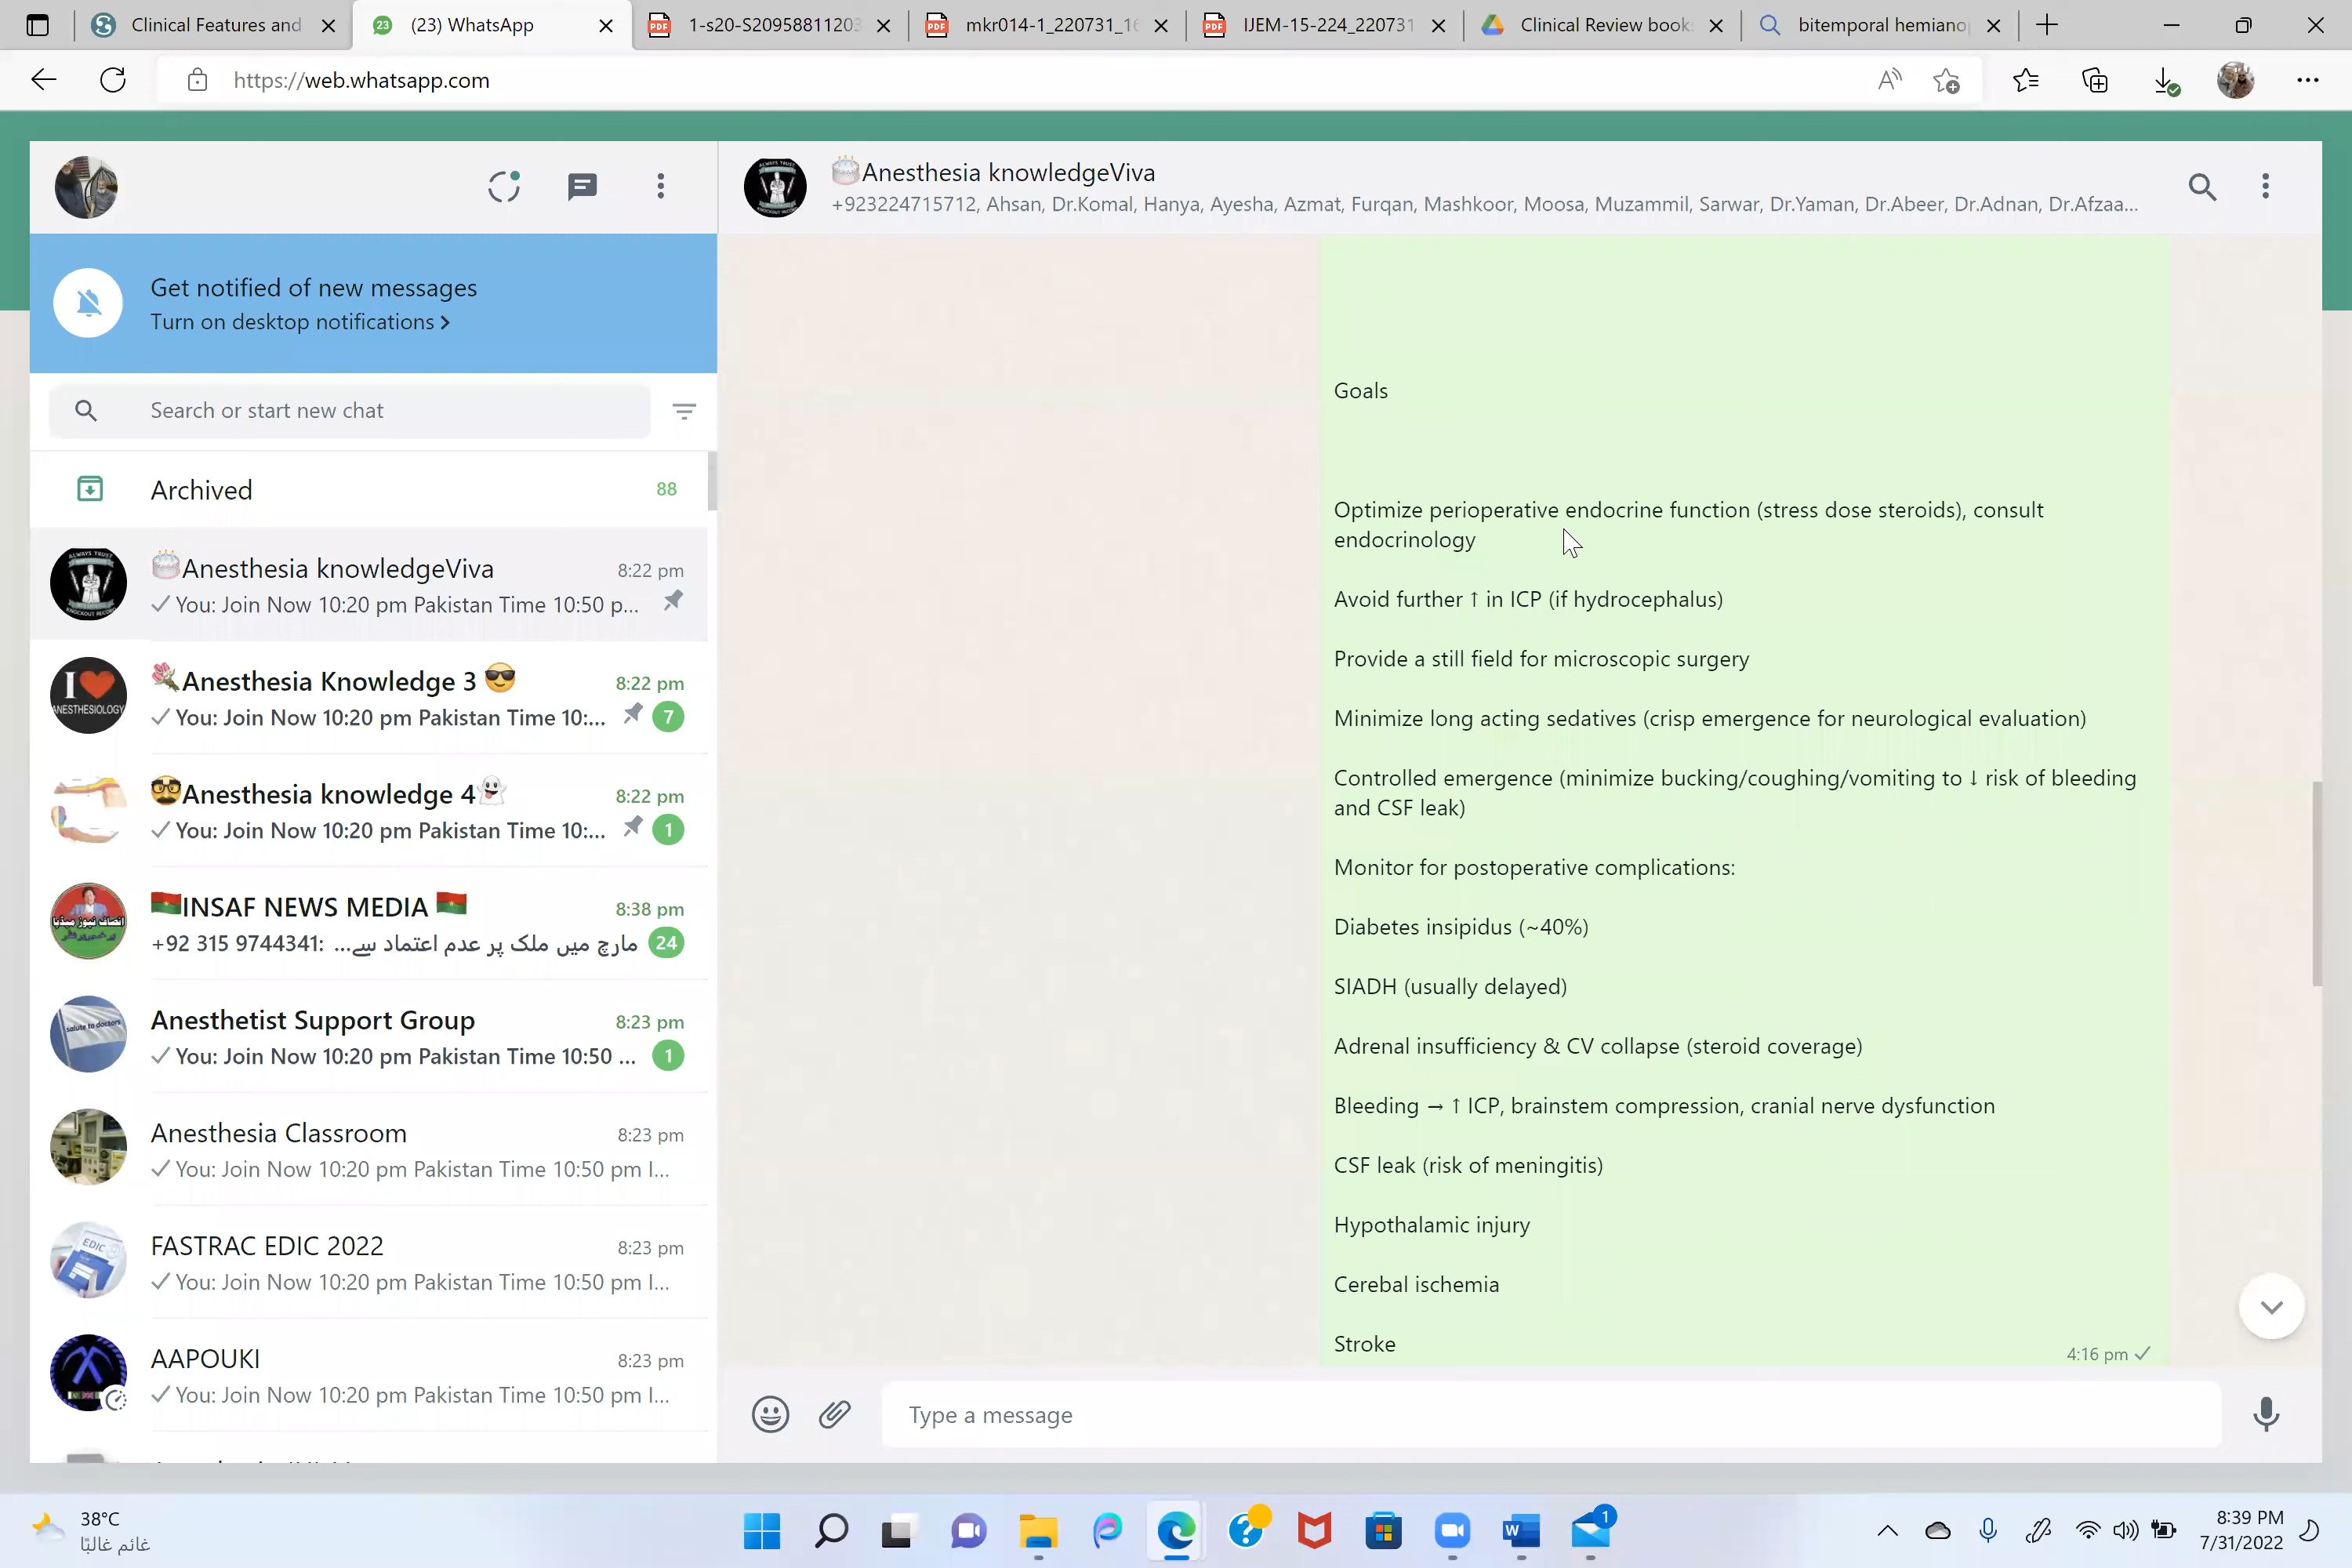 Clinical Features and
(23) WhatsApp
1-s20-S20958811203
mkr014-1_220731_16
IJEM-15-224_220731
Clinical Review book
bitemporal hemianop
https://web.whatsapp.com
Anesthesia knowledgeViva
+923224715712, Ahsan, Dr.Komal, Hanya, Ayesha, Azmat, Furqan, Mashkoor, Moosa, Muzammil, Sarwar, Dr.Yaman, Dr.Abeer, Dr.Adnan, Dr.Afzaa...
Get notified of new messages
Turn on desktop notifications
Search or start new chat
Archived 88
Anesthesia knowledgeViva 8:22 pm
You: Join Now 10:20 pm Pakistan Time 10:50 p...
Anesthesia Knowledge 3 8:22 pm
You: Join Now 10:20 pm Pakistan Time 10:... 7
Anesthesia knowledge 4 8:22 pm
You: Join Now 10:20 pm Pakistan Time 10:... 1
INSAF NEWS MEDIA 8:38 pm
+92 315 9744341: مارچ میں ملک پر عدم اعتماد سے... 24
Anesthetist Support Group 8:23 pm
You: Join Now 10:20 pm Pakistan Time 10:50 ... 1
Anesthesia Classroom 8:23 pm
You: Join Now 10:20 pm Pakistan Time 10:50 pm I...
FASTRAC EDIC 2022 8:23 pm
You: Join Now 10:20 pm Pakistan Time 10:50 pm I...
AAPOUKI 8:23 pm
You: Join Now 10:20 pm Pakistan Time 10:50 pm I...
Goals
Optimize perioperative endocrine function (stress dose steroids), consult
endocrinology
Avoid further ↑ in ICP (if hydrocephalus)
Provide a still field for microscopic surgery
Minimize long acting sedatives (crisp emergence for neurological evaluation)
Controlled emergence (minimize bucking/coughing/vomiting to ↓ risk of bleeding
and CSF leak)
Monitor for postoperative complications:
Diabetes insipidus (~40%)
SIADH (usually delayed)
Adrenal insufficiency & CV collapse (steroid coverage)
Bleeding → ↑ ICP, brainstem compression, cranial nerve dysfunction
CSF leak (risk of meningitis)
Hypothalamic injury
Cerebal ischemia
Stroke
4:16 pm
Type a message
38°C
غائم غالبًا
8:39 PM
7/31/2022